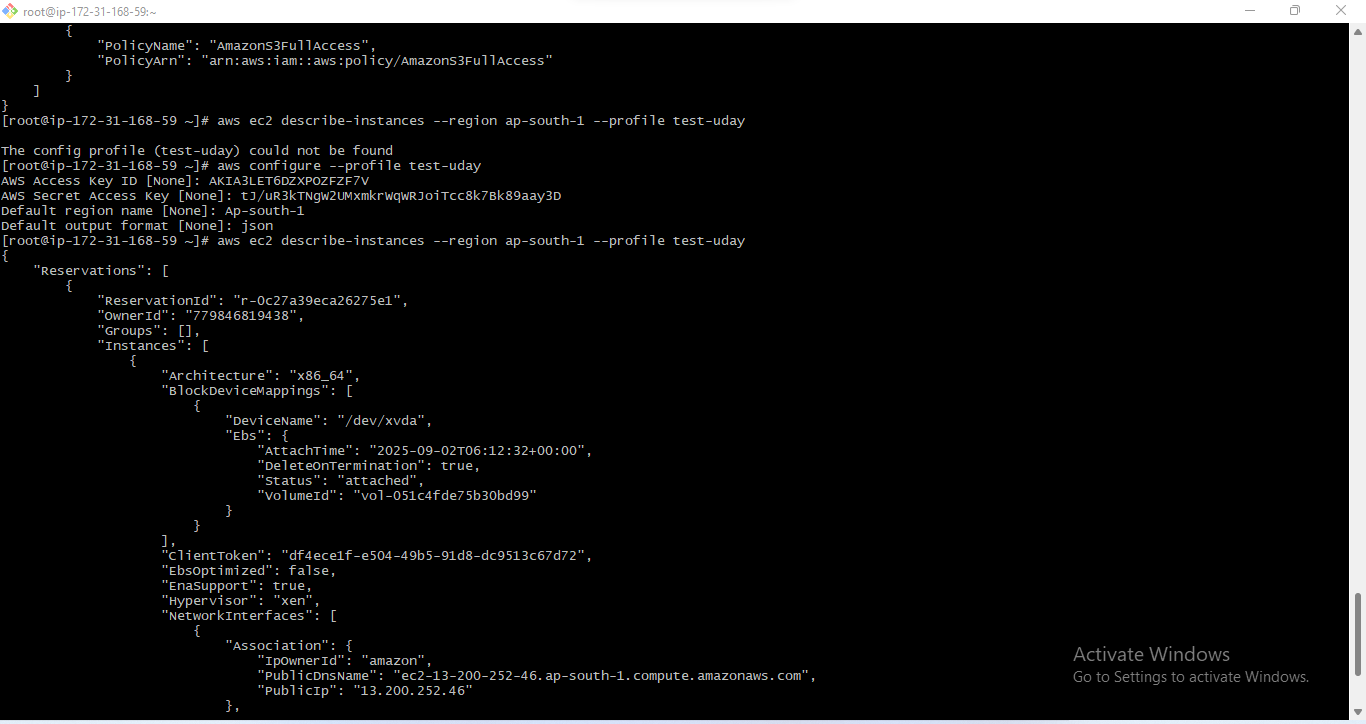 root@ip-172-31-168-59:~
{
"PolicyName": "AmazonS3FullAccess",
"PolicyArn": "arn:aws:iam::aws:policy/AmazonS3FullAccess"
}
]
}
[root@ip-172-31-168-59 ~]# aws ec2 describe-instances --region ap-south-1 --profile test-uday
The config profile (test-uday) could not be found
[root@ip-172-31-168-59 ~]# aws configure --profile test-uday
AWS Access Key ID [None]: AKIA3LET6DZXPOZFZF7V
AWS Secret Access Key [None]: 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
Default region name [None]: Ap-south-1
Default output format [None]: json
[root@ip-172-31-168-59 ~]# aws ec2 describe-instances --region ap-south-1 --profile test-uday
{
"Reservations": [
{
"ReservationId": "r-0c27a39eca26275e1",
"OwnerId": "779846819438",
"Groups": [],
"Instances": [
{
"Architecture": "x86_64",
"BlockDeviceMappings": [
{
"DeviceName": "/dev/xvda",
"Ebs": {
"AttachTime": "2025-09-02T06:12:32+00:00",
"DeleteOnTermination": true,
"Status": "attached",
"VolumeId": "vol-051c4fde75b30bd99"
}
}
],
"ClientToken": "df4ece1f-e504-49b5-91d8-dc9513c67d72",
"EbsOptimized": false,
"EnaSupport": true,
"Hypervisor": "xen",
"NetworkInterfaces": [
{
"Association": {
"IpOwnerId": "amazon",
"PublicDnsName": "ec2-13-200-252-46.ap-south-1.compute.amazonaws.com",
"PublicIp": "13.200.252.46"
},
Activate Windows
Go to Settings to activate Windows.